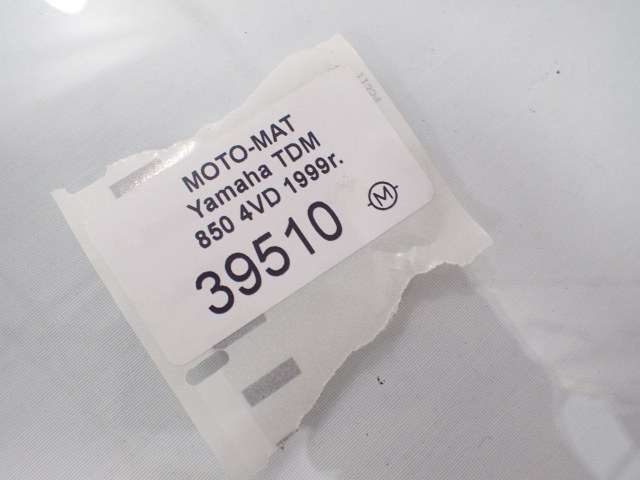 MOTO-MAT
Yamaha TDM
850 4VD 1999r.
39510
M